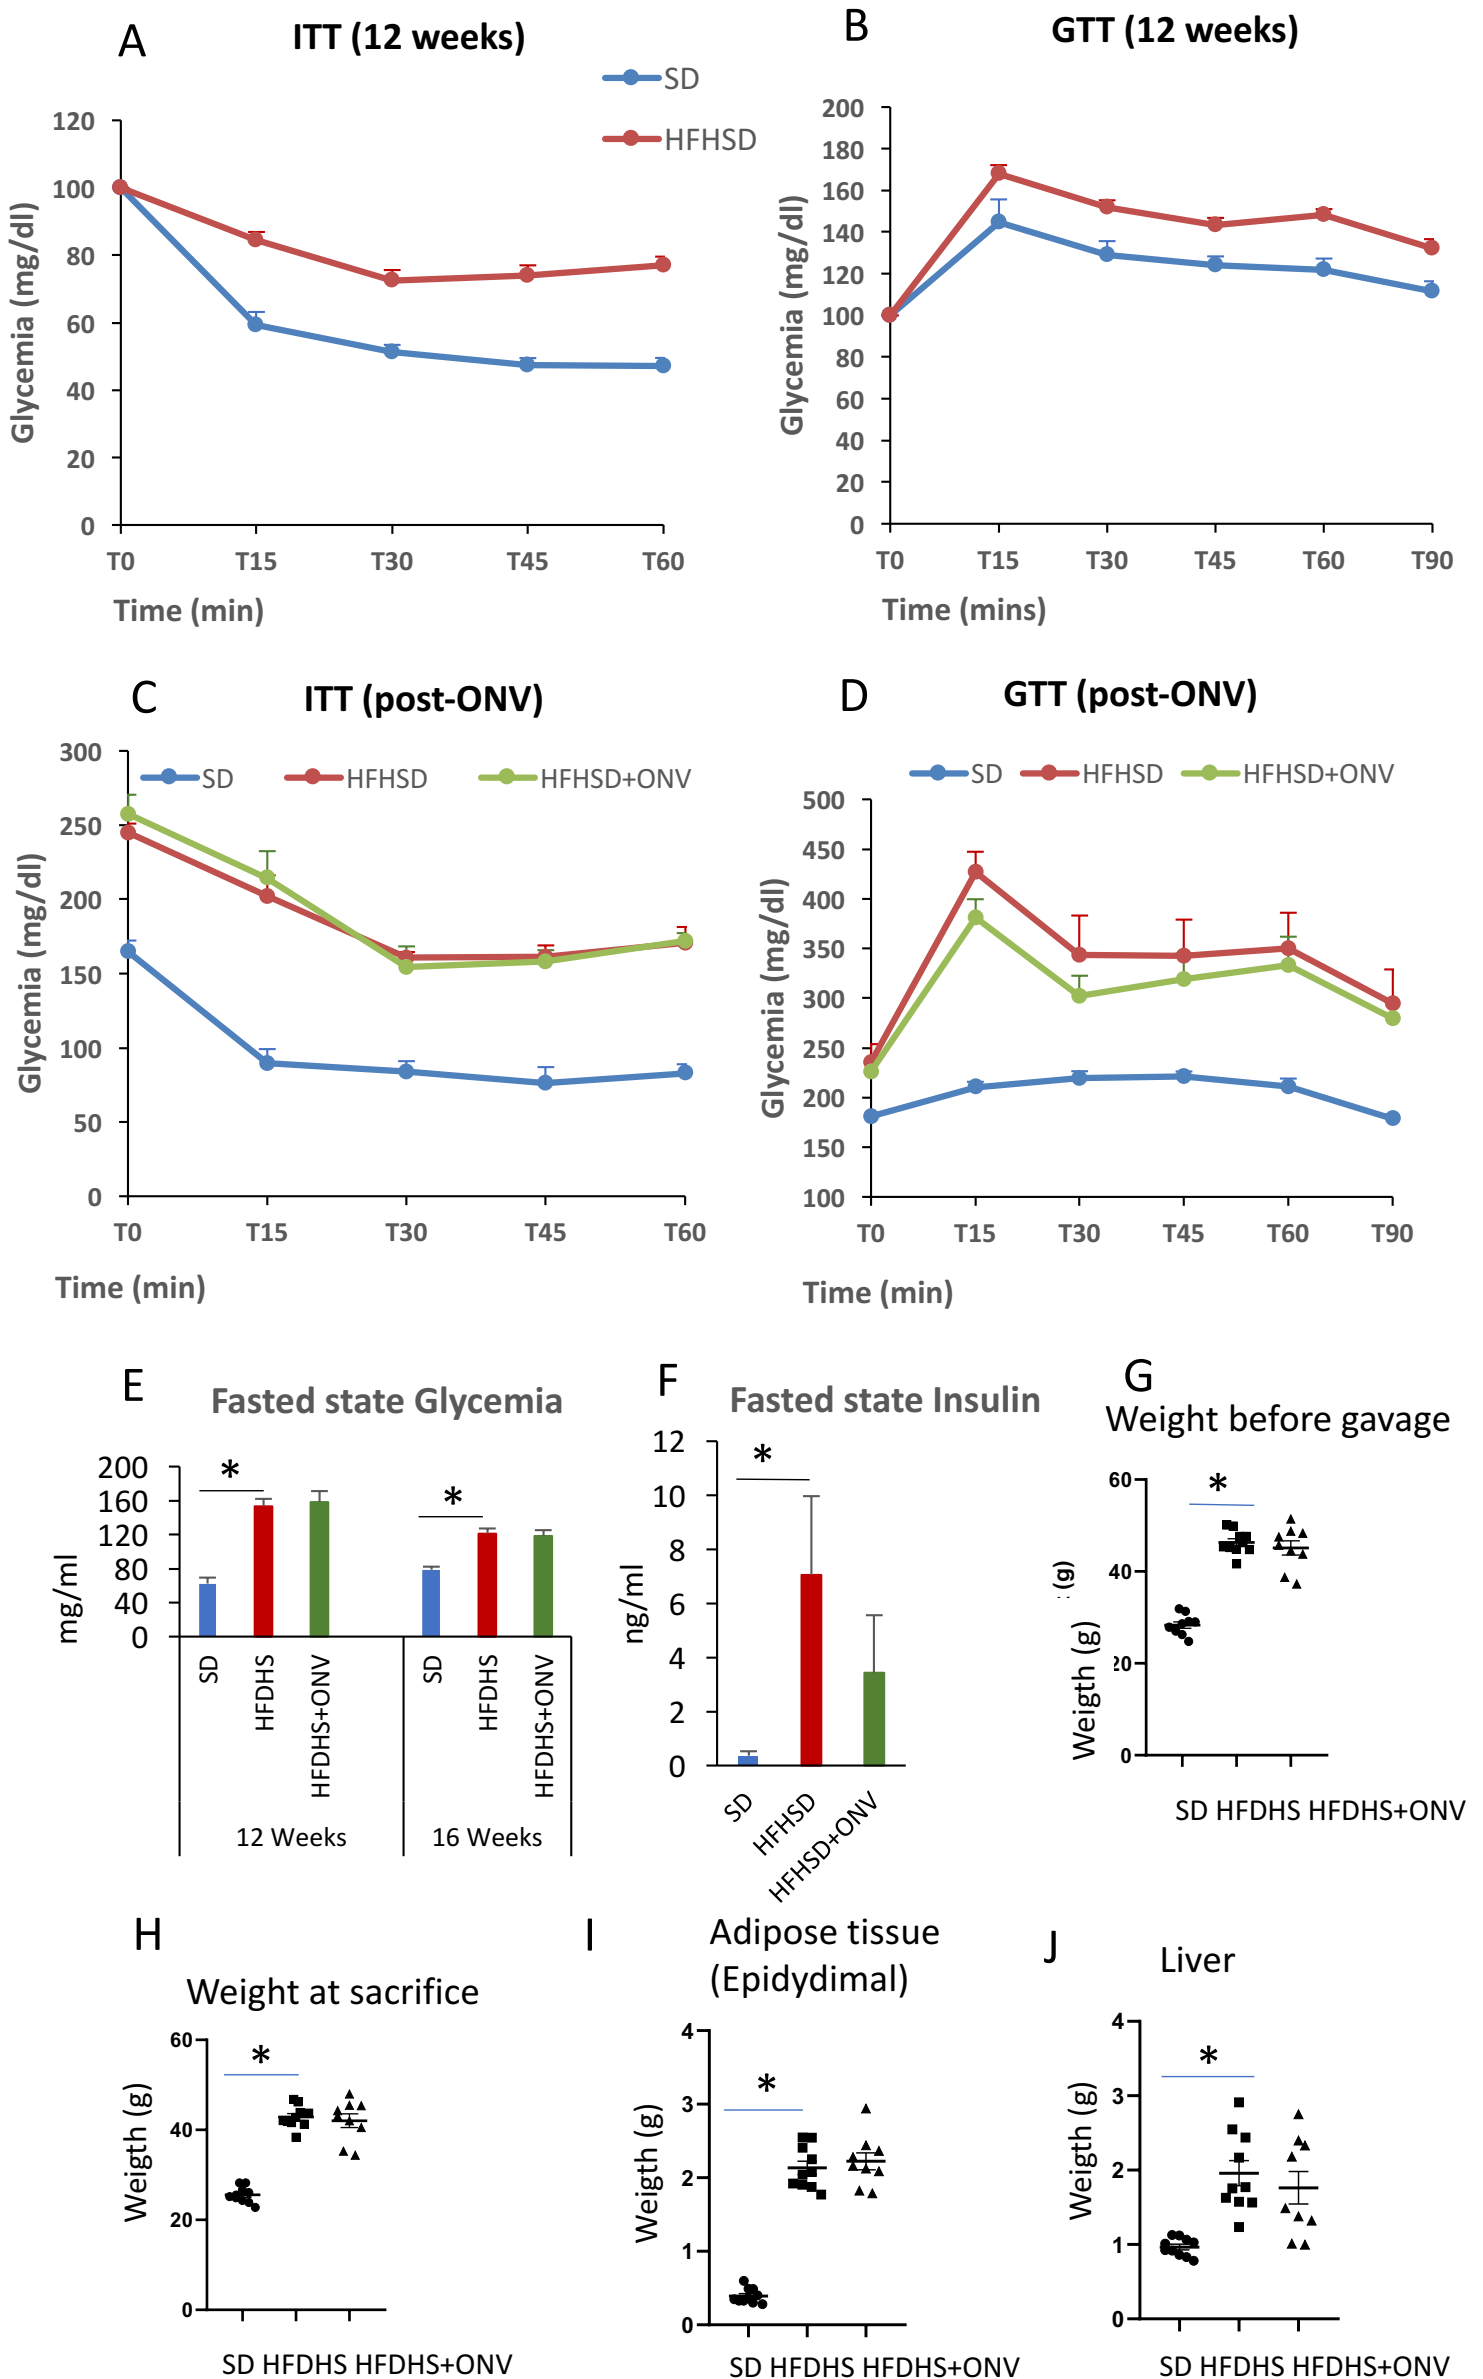 A
ITT (12 weeks)
SD
HFHSD
120
100
80
60
40
20
0
Glycemia (mg/dl)
T0 T15 T30 T45 T60
Time (min)
B
GTT (12 weeks)
200
180
160
140
120
100
80
60
40
20
0
Glycemia (mg/dl)
T0 T15 T30 T45 T60 T90
Time (mins)
C
ITT (post-ONV)
SD HFHSD HFHSD+ONV
300
250
200
150
100
50
0
Glycemia (mg/dl)
T0 T15 T30 T45 T60
Time (min)
D
GTT (post-ONV)
SD HFHSD HFHSD+ONV
500
450
400
350
300
250
200
150
100
Glycemia (mg/dl)
T0 T15 T30 T45 T60 T90
Time (min)
E
Fasted state Glycemia
200
160
120
80
40
0
mg/ml
*
*
SD
HFDHS
HFDHS+ONV
SD
HFDHS
HFDHS+ONV
12 Weeks
16 Weeks
F
Fasted state Insulin
12
10
8
6
4
2
0
ng/ml
*
SD
HFHSD
HFHSD+ONV
G
Weight before gavage
60
40
20
0
(g)
Weigth (g)
*
SD HFDHS HFDHS+ONV
H
Weight at sacrifice
60
40
20
0
Weigth (g)
*
SD HFDHS HFDHS+ONV
I
Adipose tissue
(Epidydimal)
4
3
2
1
0
Weigth (g)
*
SD HFDHS HFDHS+ONV
J
Liver
4
3
2
1
0
Weigth (g)
*
SD HFDHS HFDHS+ONV